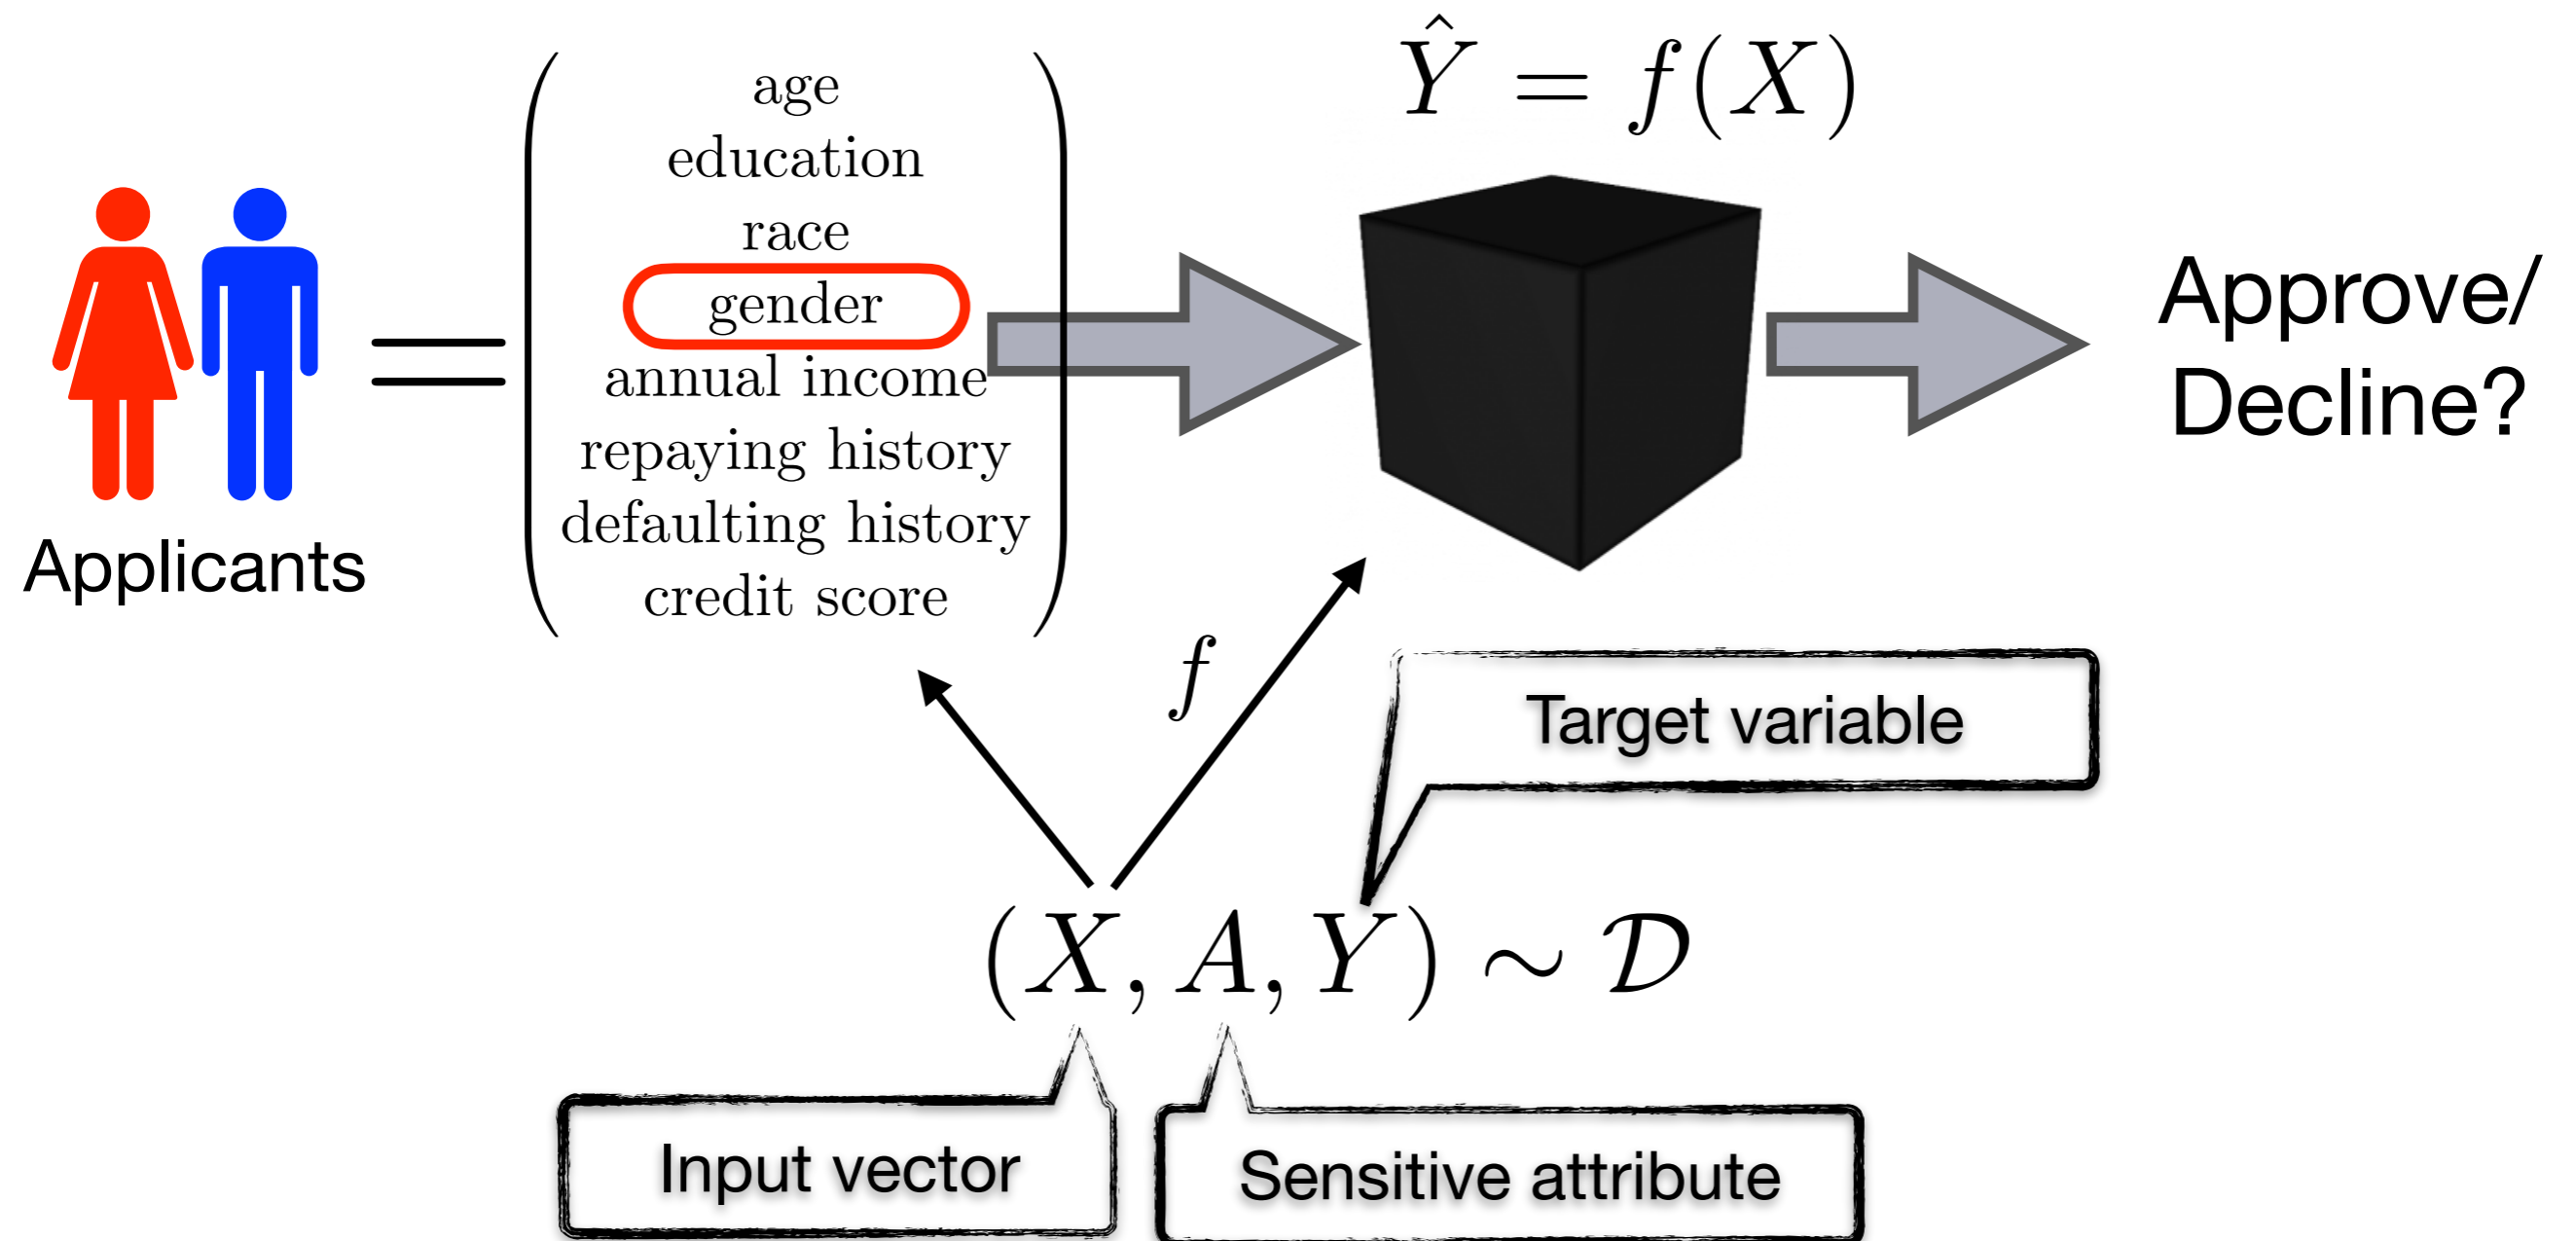 Ŷ = f(X)
age
education
race
gender
annual income
repaying history
defaulting history
credit score
=
Applicants
Approve/
Decline?
f
Target variable
(X, A, Y) ∼ 𝒟
Input vector
Sensitive attribute